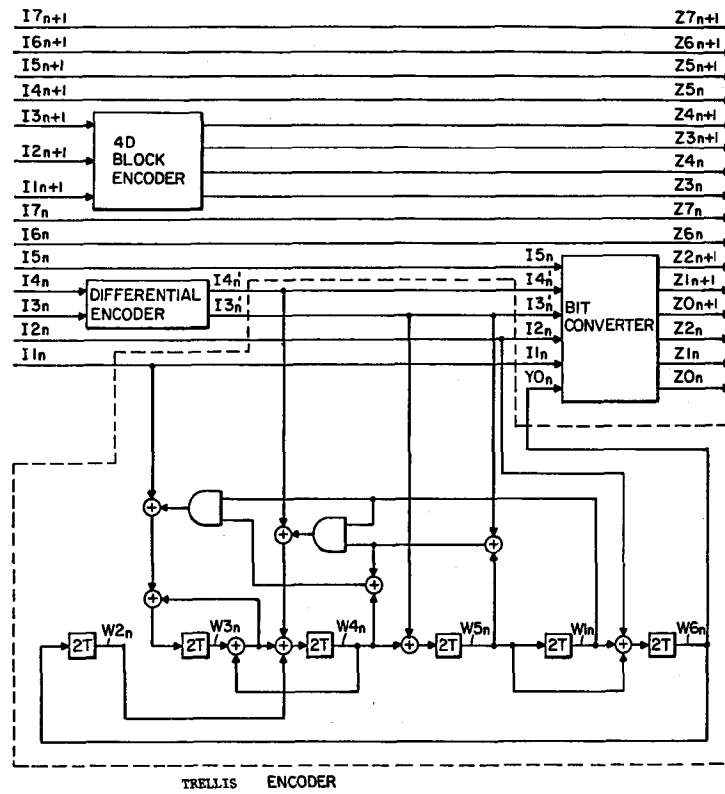 I7n+1 Z7n+1
I6n+1 Z6n+1
I5n+1 Z5n+1
I4n+1 Z5n
I3n+1 Z4n+1
4D
BLOCK
ENCODER
Z3n+1
I2n+1
Z4n
I1n+1 Z3n
I7n Z7n
I6n Z6n
I5n I5n Z2n+1
I4n I4'n I4'n Z1n+1
DIFFERENTIAL
ENCODER
I3n I3'n I3'n Z0n+1
BIT
CONVERTER
I2n I2n Z2n
I1n I1n Z1n
Y0n Z0n
2T W2n 2T W3n 2T W4n 2T W5n 2T W1n 2T W6n
TRELLIS ENCODER